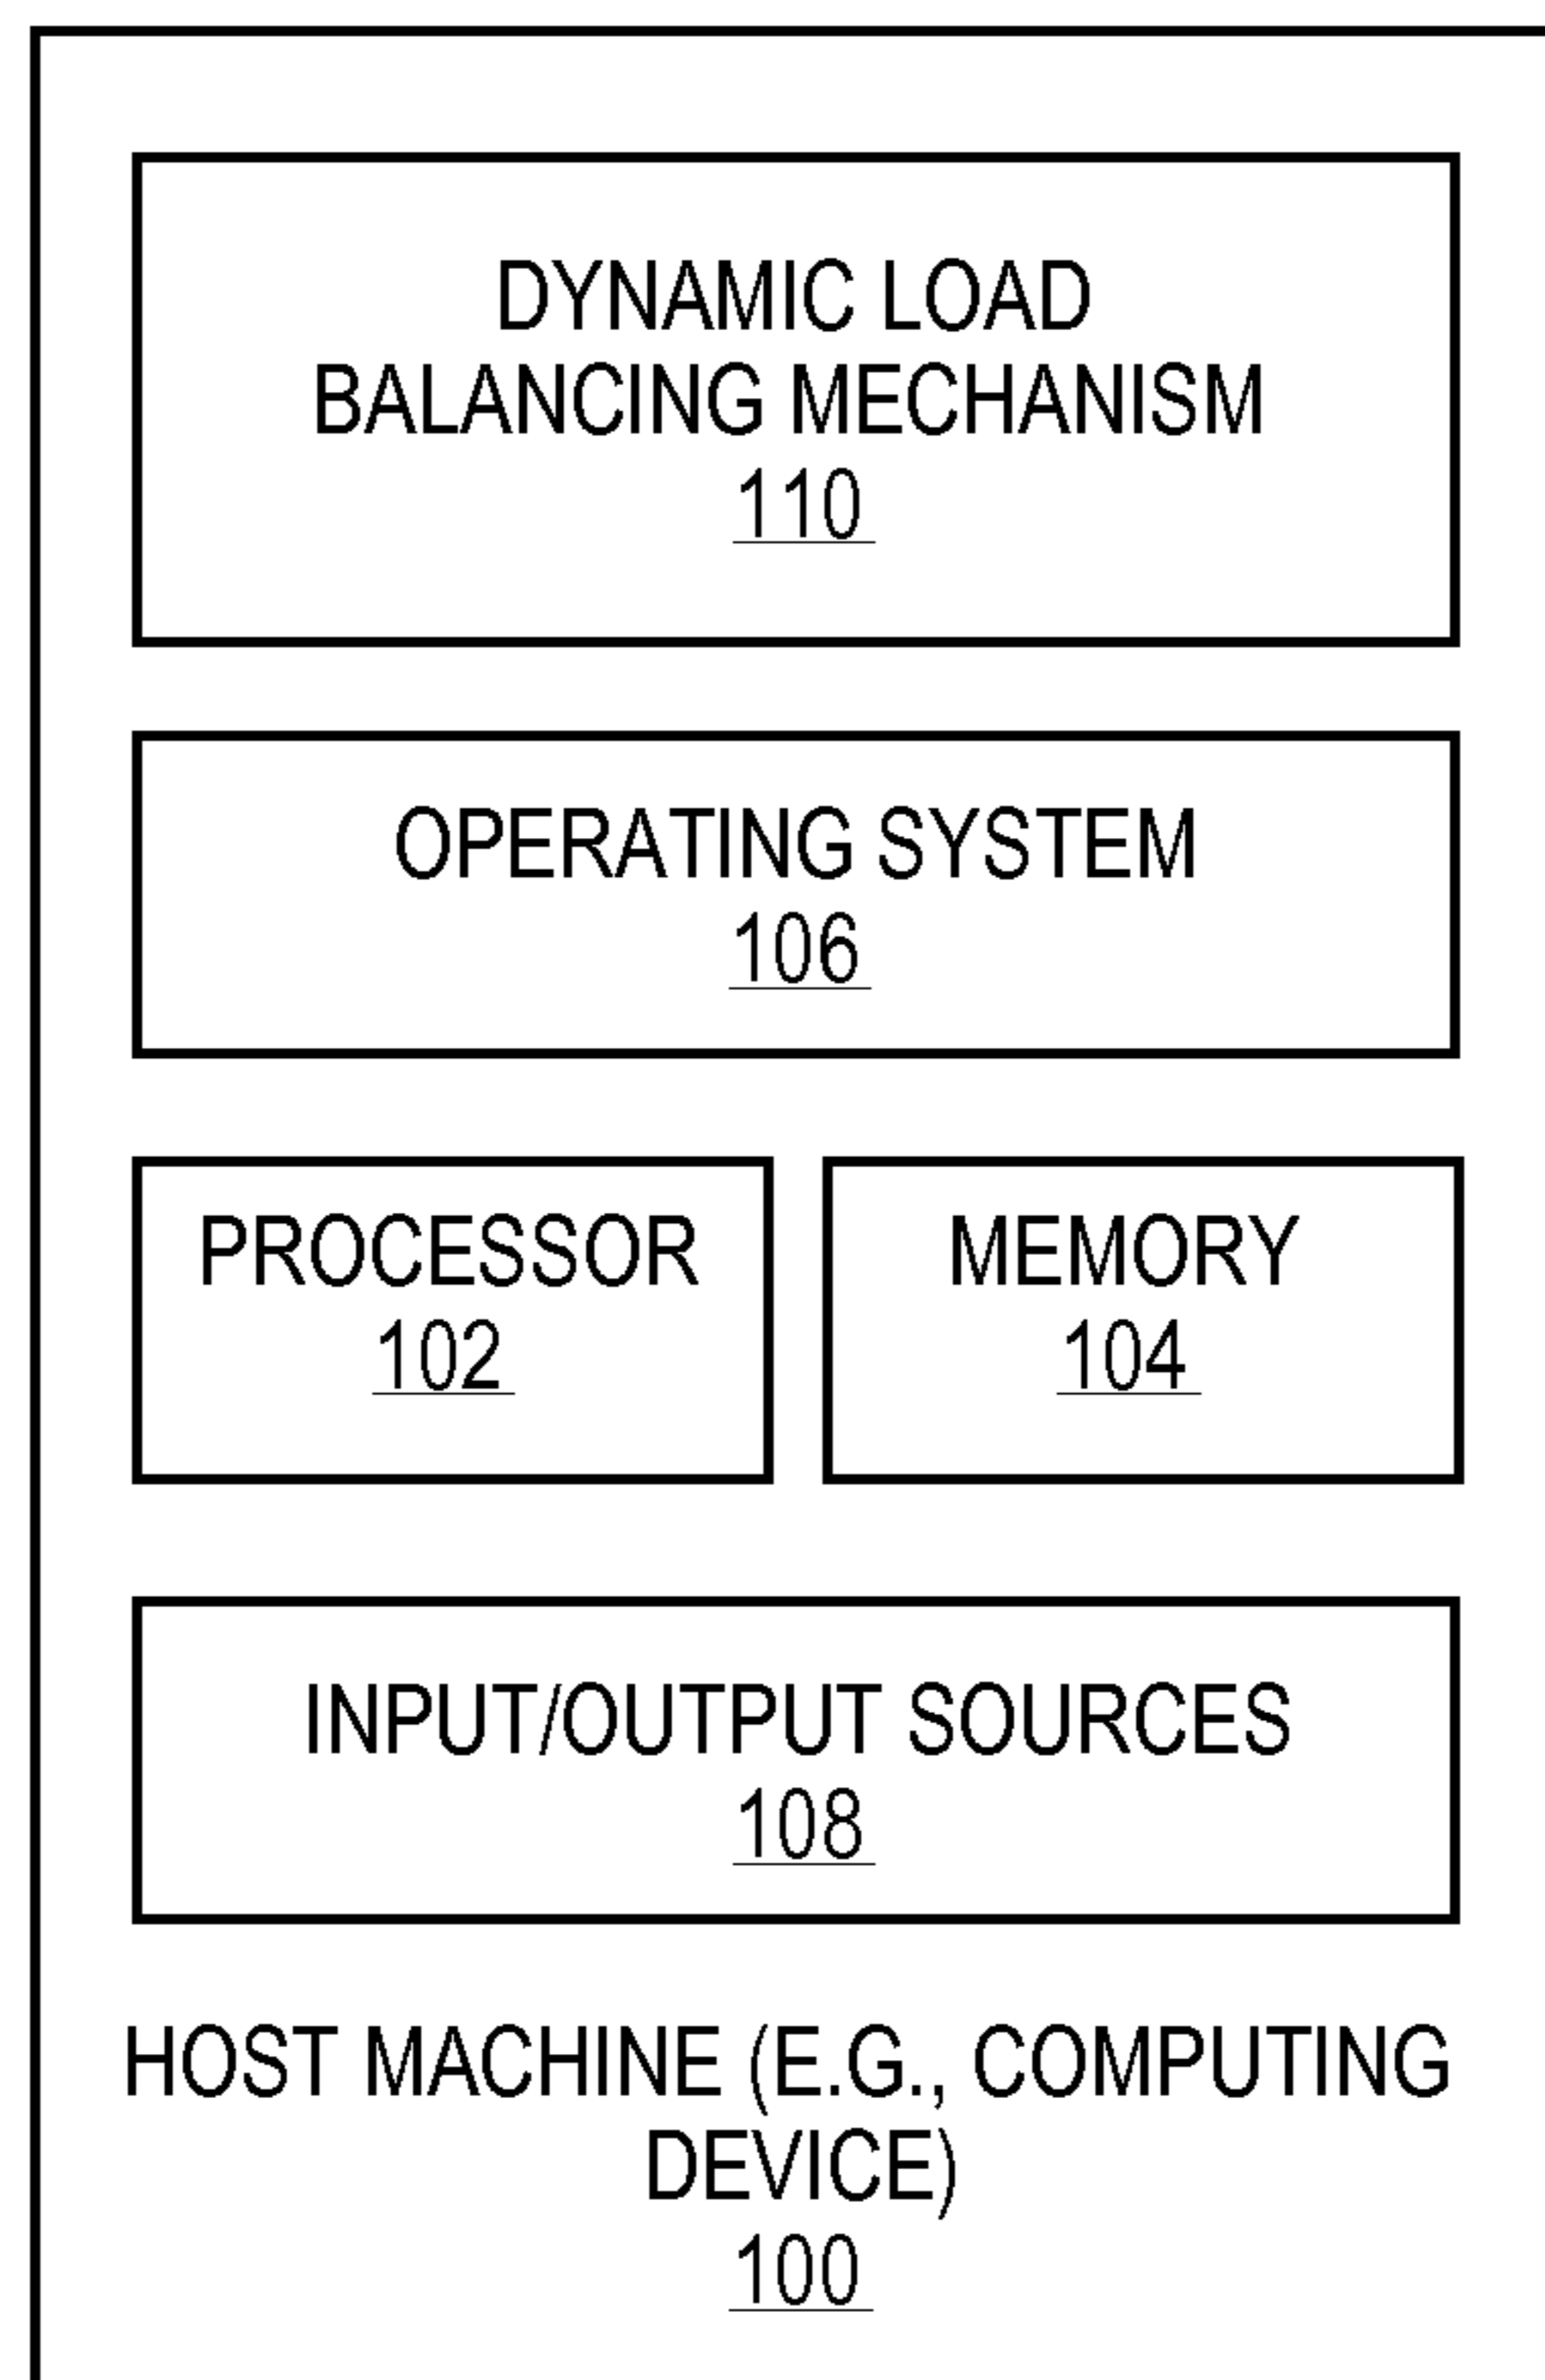 DYNAMIC LOAD
BALANCING MECHANISM
110
OPERATING SYSTEM
106
PROCESSOR
102
MEMORY
104
INPUT/OUTPUT SOURCES
108
HOST MACHINE (E.G., COMPUTING
DEVICE)
100